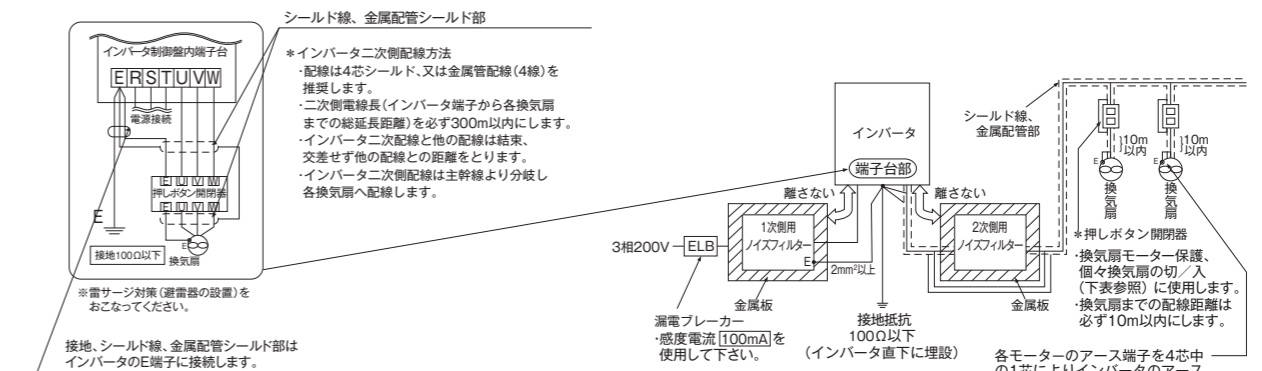 シールド線、金属配管シールド部
インバータ制御盤内端子台
E R S T U V W
電源接続
E U V W
押しボタン開閉器
E U V W
E
E
接地100Ω以下
換気扇
※雷サージ対策(避雷器の設置)を
おこなってください。
接地、シールド線、金属配管シールド部は
インバータのE端子に接続します。
＊インバータ二次側配線方法
・配線は4芯シールド、又は金属管配線(4線)を
推奨します。
・二次側電線長(インバータ端子から各換気扇
までの総延長距離)を必ず300m以内にします。
・インバータ二次配線と他の配線は結束、
交差せず他の配線との距離をとります。
・インバータ二次配線は主幹線より分岐し
各換気扇へ配線します。
インバータ
端子台部
離さない
離さない
3相200V
ELB
1次側用
ノイズフィルター
E
2mm²以上
2次側用
ノイズフィルター
金属板
金属板
漏電ブレーカー
・感度電流100mAを
使用して下さい。
接地抵抗
100Ω以下
(インバータ直下に埋設)
シールド線、
金属配管部
10m
以内
10m
以内
E
E
換気扇
換気扇
＊押しボタン開閉器
・換気扇モーター保護、
個々換気扇の切／入
(下表参照)に使用します。
・換気扇までの配線距離は
必ず10m以内にします。
各モーターのアース端子を4芯中
の1芯によりインバータのアース